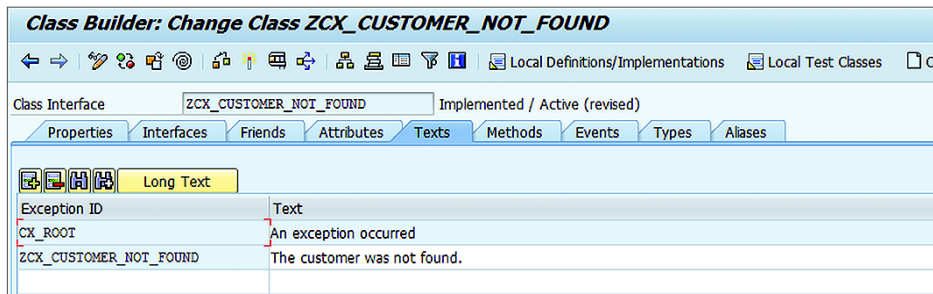 Class Builder: Change Class ZCX_CUSTOMER_NOT_FOUND
Local Definitions/Implementations Local Test Classes
Class Interface ZCX_CUSTOMER_NOT_FOUND Implemented / Active (revised)
Properties Interfaces Friends Attributes Texts Methods Events Types Aliases
Long Text
Exception ID Text
CX_ROOT An exception occurred
ZCX_CUSTOMER_NOT_FOUND The customer was not found.